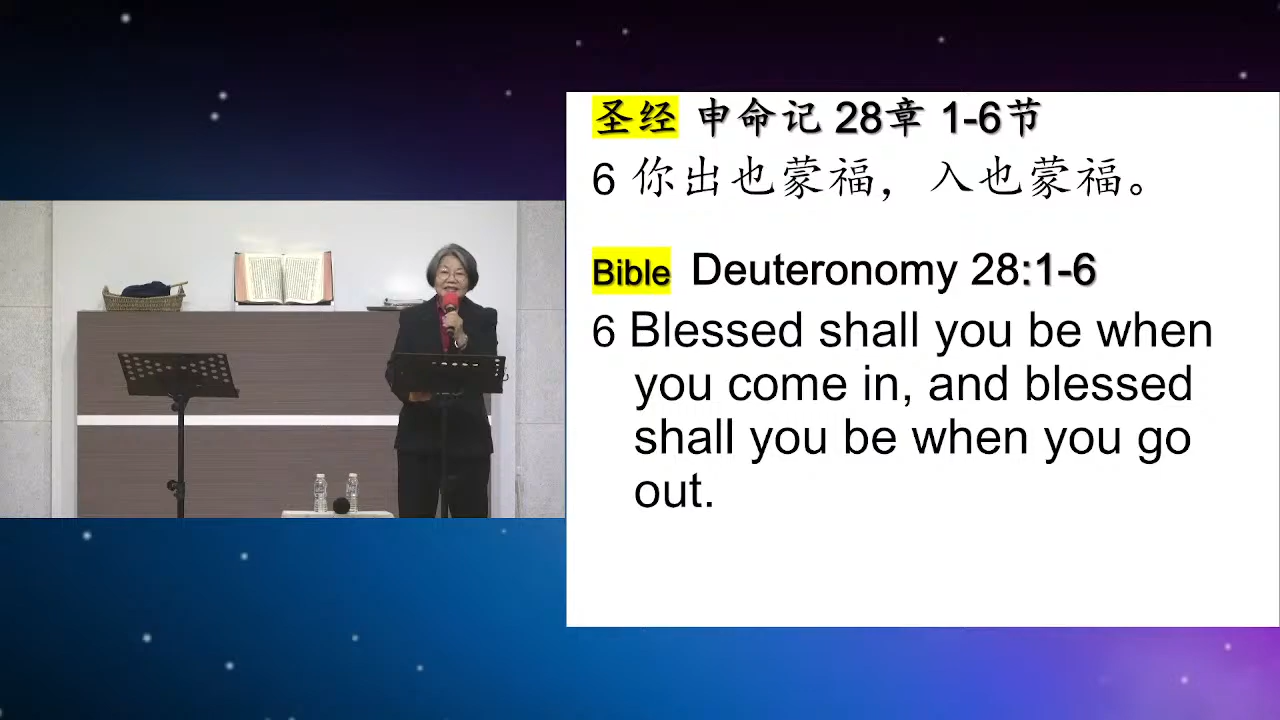 圣经 申命记 28章 1-6节
6 你出也蒙福，入也蒙福。
Bible Deuteronomy 28:1-6
6 Blessed shall you be when
you come in, and blessed
shall you be when you go
out.